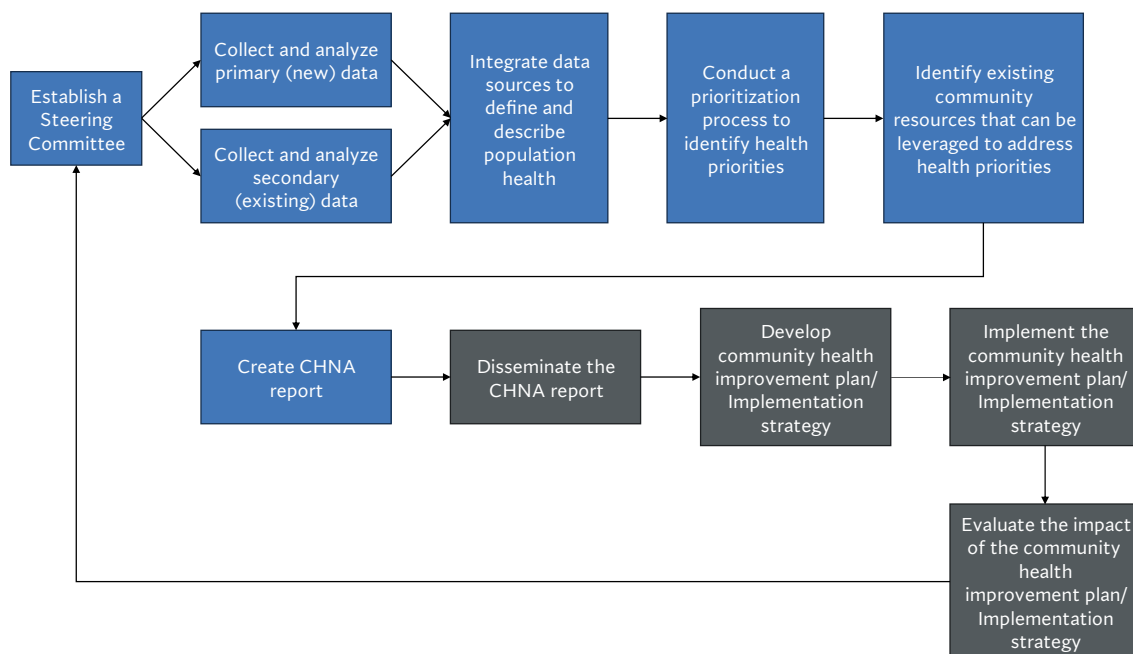 Establish a
Steering
Committee
Collect and analyze
primary (new) data
Collect and analyze
secondary
(existing) data
Integrate data
sources to
define and
describe
population
health
Conduct a
prioritization
process to
identify health
priorities
Identify existing
community
resources that can be
leveraged to address
health priorities
Create CHNA
report
Disseminate the
CHNA report
Develop
community health
improvement plan/
Implementation
strategy
Implement the
community health
improvement plan/
Implementation
strategy
Evaluate the impact
of the community
health
improvement plan/
Implementation
strategy